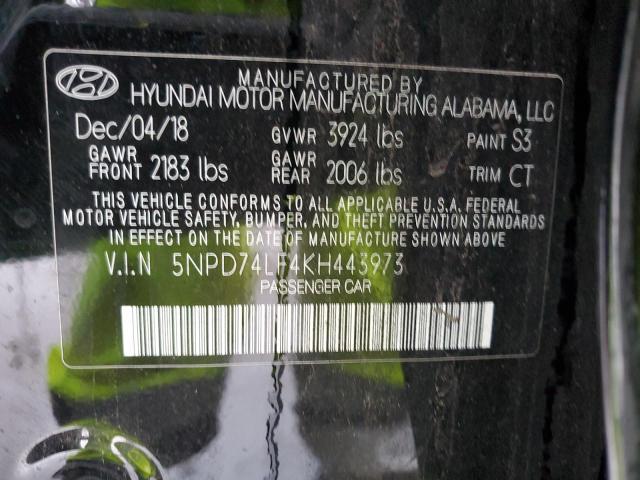 MANUFACTURED BY
HYUNDAI MOTOR MANUFACTURING ALABAMA, LLC
Dec/04/18 GVWR 3924 lbs PAINT S3
GAWR FRONT 2183 lbs GAWR REAR 2006 lbs TRIM CT
THIS VEHICLE CONFORMS TO ALL APPLICABLE U.S.A. FEDERAL
MOTOR VEHICLE SAFETY, BUMPER, AND THEFT PREVENTION STANDARDS
IN EFFECT ON THE DATE OF MANUFACTURE SHOWN ABOVE.
V.I.N 5NPD74LF4KH443973
PASSENGER CAR